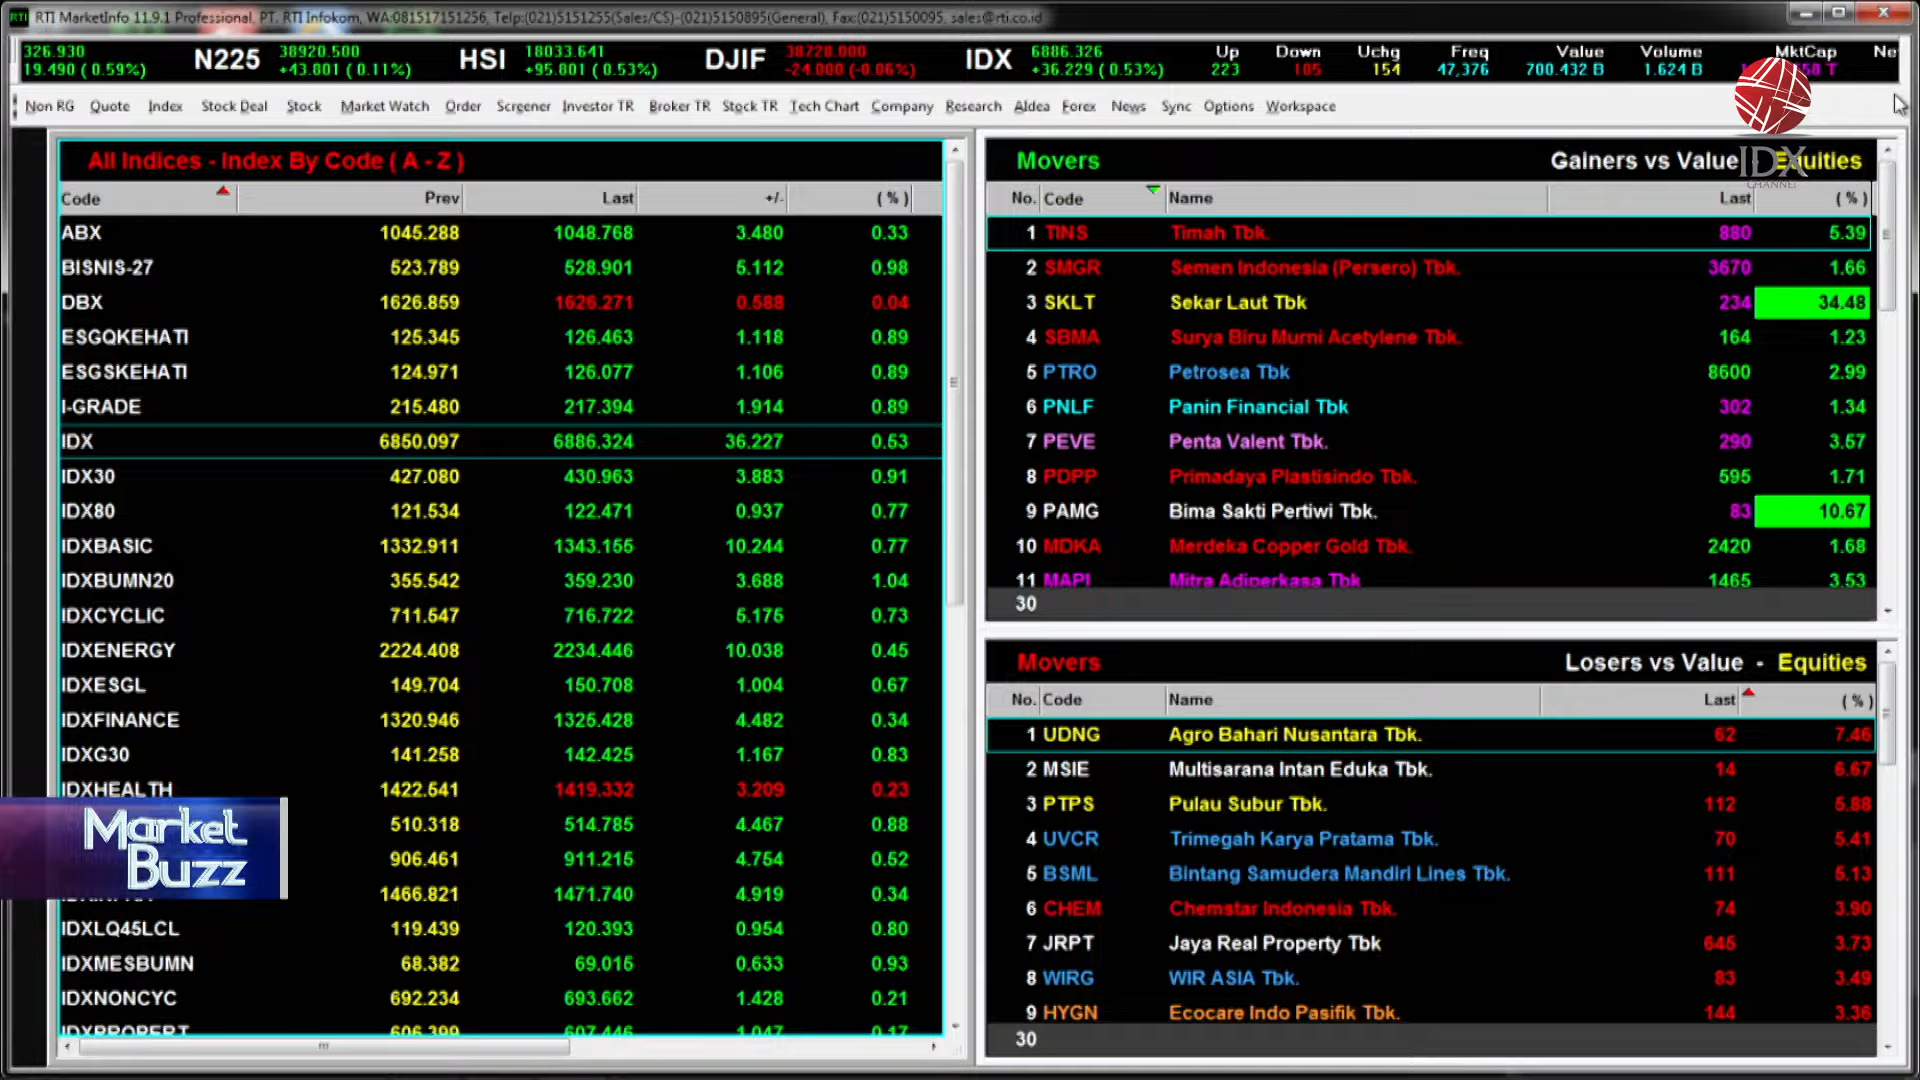 RTI MarketInfo 11.9.1 Professional, PT. RTI Infokom, WA:081517151256, Telp:(021)5151255(Sales/CS)-(021)5150895(General), Fax:(021)5150095, sales@rti.co.id
326.930 N225 38920.500 HSI 18033.641 DJIF 38728.000 IDX 6886.326 Up Down Uchg Freq Value Volume MktCap Ne
19.490 ( 0.59%) +43.801 ( 0.11%) +95.801 ( 0.53%) -24.000 (-0.06%) +36.229 ( 0.53%) 223 105 154 47,376 700.432 B 1.624 B T
Non RG Quote Index Stock Deal Stock Market Watch Order Screener Investor TR Broker TR Stock TR Tech Chart Company Research AIdea Forex News Sync Options Workspace
IDX
CHANNEL
All Indices - Index By Code ( A - Z )
Code Prev Last +/- ( % )
ABX 1045.288 1048.768 3.480 0.33
BISNIS-27 523.789 528.901 5.112 0.98
DBX 1626.859 1626.271 0.588 0.04
ESGQKEHATI 125.345 126.463 1.118 0.89
ESGSKEHATI 124.971 126.077 1.106 0.89
I-GRADE 215.480 217.394 1.914 0.89
IDX 6850.097 6886.324 36.227 0.53
IDX30 427.080 430.963 3.883 0.91
IDX80 121.534 122.471 0.937 0.77
IDXBASIC 1332.911 1343.155 10.244 0.77
IDXBUMN20 355.542 359.230 3.688 1.04
IDXCYCLIC 711.547 716.722 5.175 0.73
IDXENERGY 2224.408 2234.446 10.038 0.45
IDXESGL 149.704 150.708 1.004 0.67
IDXFINANCE 1320.946 1325.428 4.482 0.34
IDXG30 141.258 142.425 1.167 0.83
IDXHEALTH 1422.541 1419.332 3.209 0.23
510.318 514.785 4.467 0.88
906.461 911.215 4.754 0.52
1466.821 1471.740 4.919 0.34
IDXLQ45LCL 119.439 120.393 0.954 0.80
IDXMESBUMN 68.382 69.015 0.633 0.93
IDXNONCYC 692.234 693.662 1.428 0.21
IDXPROPERT 606.399 607.446 1.047 0.17
Market
Buzz
Movers Gainers vs Value Equities
No. Code Name Last ( % )
1 TINS Timah Tbk. 880 5.39
2 SMGR Semen Indonesia (Persero) Tbk. 3670 1.66
3 SKLT Sekar Laut Tbk 234 34.48
4 SBMA Surya Biru Murni Acetylene Tbk. 164 1.23
5 PTRO Petrosea Tbk 8600 2.99
6 PNLF Panin Financial Tbk 302 1.34
7 PEVE Penta Valent Tbk. 290 3.57
8 PDPP Primadaya Plastisindo Tbk. 595 1.71
9 PAMG Bima Sakti Pertiwi Tbk. 83 10.67
10 MDKA Merdeka Copper Gold Tbk. 2420 1.68
11 MAPI Mitra Adiperkasa Tbk 1465 3.53
30
Movers Losers vs Value - Equities
No. Code Name Last ( % )
1 UDNG Agro Bahari Nusantara Tbk. 62 7.46
2 MSIE Multisarana Intan Eduka Tbk. 14 6.67
3 PTPS Pulau Subur Tbk. 112 5.88
4 UVCR Trimegah Karya Pratama Tbk. 70 5.41
5 BSML Bintang Samudera Mandiri Lines Tbk. 111 5.13
6 CHEM Chemstar Indonesia Tbk. 74 3.90
7 JRPT Jaya Real Property Tbk 645 3.73
8 WIRG WIR ASIA Tbk. 83 3.49
9 HYGN Ecocare Indo Pasifik Tbk. 144 3.36
30